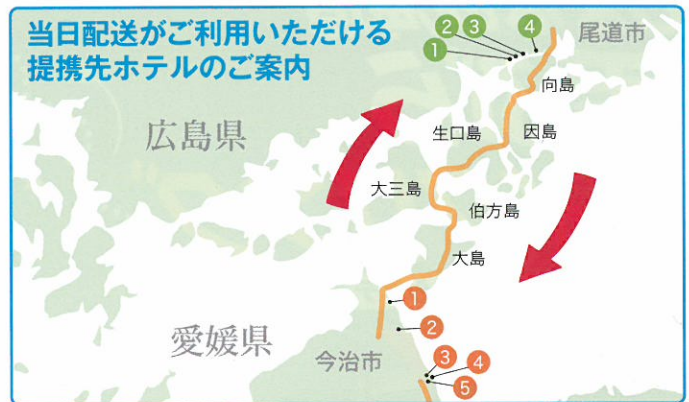 当日配送がご利用いただける
提携先ホテルのご案内
② ③ ④
①
尾道市
向島
広島県
生口島
因島
大三島
伯方島
大島
①
②
愛媛県
今治市
③ ④
⑤